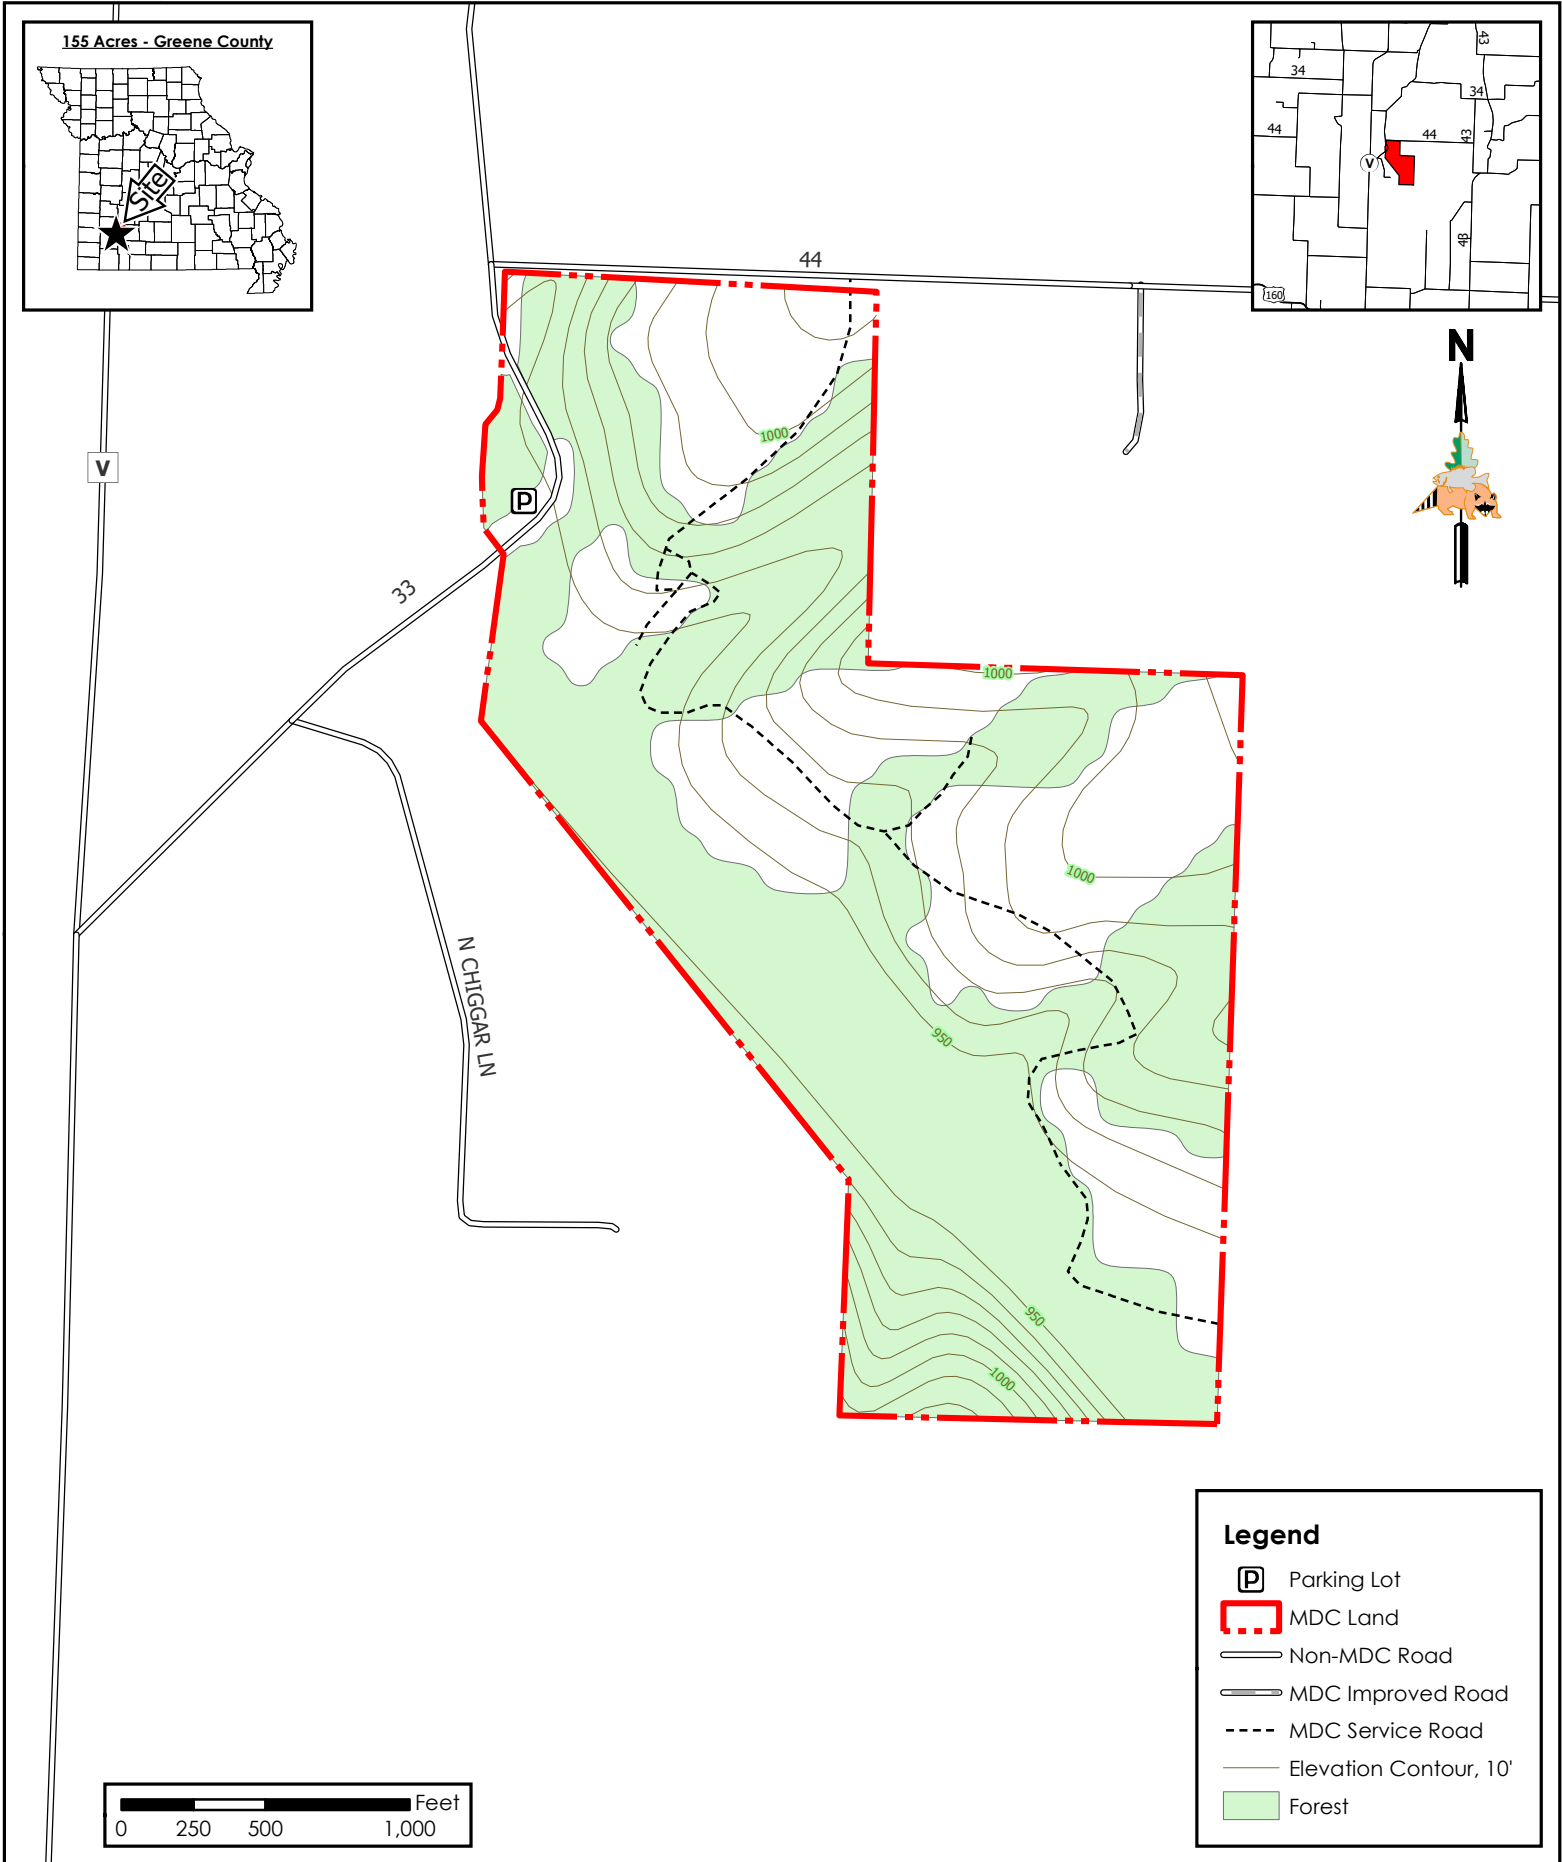 155 Acres - Greene County
Site
43
34
34
44
44
43
V
43
160
44
N
1000
V
P
33
1000
1000
N CHIGGAR LN
950
950
1000
Legend
P Parking Lot
MDC Land
Non-MDC Road
MDC Improved Road
MDC Service Road
Elevation Contour, 10'
Forest
Feet
0 250 500 1,000